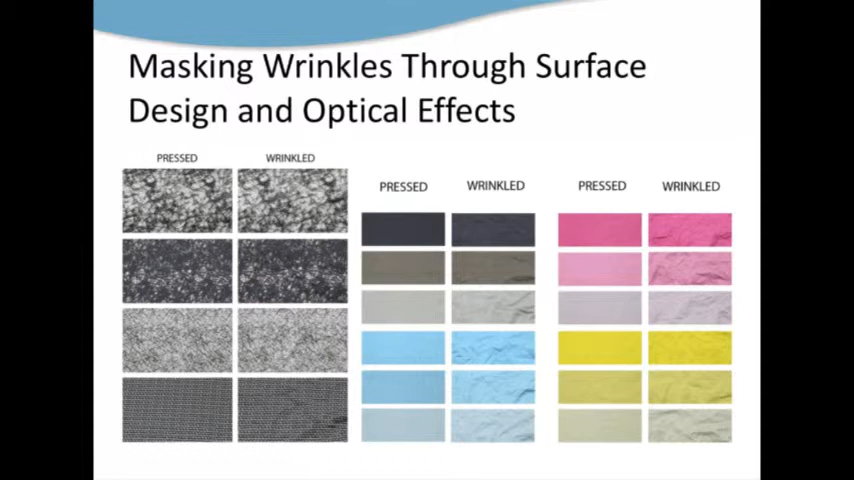 Masking Wrinkles Through Surface
Design and Optical Effects
PRESSED WRINKLED
PRESSED WRINKLED
PRESSED WRINKLED